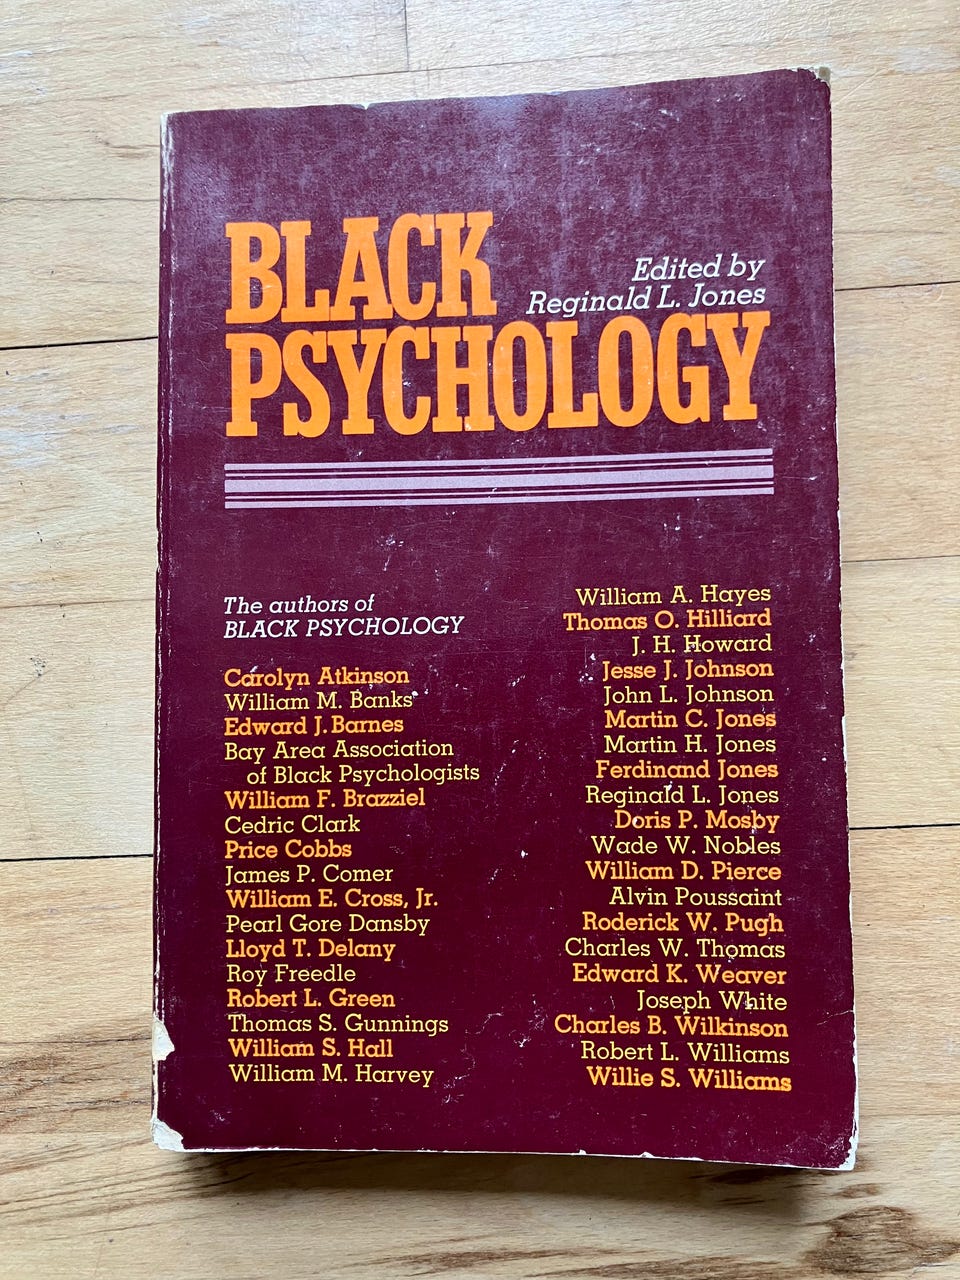 BLACK
Edited by
Reginald L. Jones
PSYCHOLOGY
The authors of
BLACK PSYCHOLOGY
Carolyn Atkinson
William M. Banks
Edward J. Barnes
Bay Area Association
of Black Psychologists
William F. Brazziel
Cedric Clark
Price Cobbs
James P. Comer
William E. Cross, Jr.
Pearl Gore Dansby
Lloyd T. Delany
Roy Freedle
Robert L. Green
Thomas S. Gunnings
William S. Hall
William M. Harvey
William A. Hayes
Thomas O. Hilliard
J. H. Howard
Jesse J. Johnson
John L. Johnson
Martin C. Jones
Martin H. Jones
Ferdinand Jones
Reginald L. Jones
Doris P. Mosby
Wade W. Nobles
William D. Pierce
Alvin Poussaint
Roderick W. Pugh
Charles W. Thomas
Edward K. Weaver
Joseph White
Charles B. Wilkinson
Robert L. Williams
Willie S. Williams